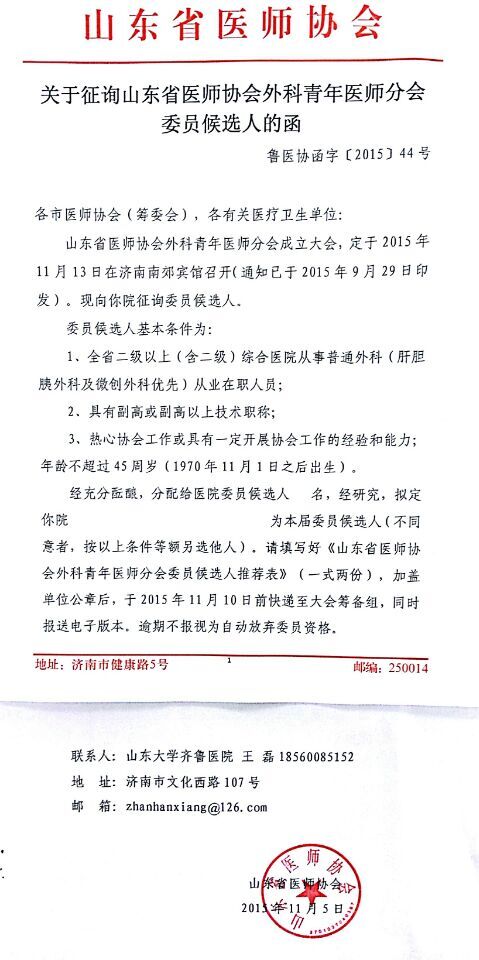 山东省医师协会
关于征询山东省医师协会外科青年医师分会
委员候选人的函
鲁医协函字〔2015〕44号
各市医师协会（筹委会），各有关医疗卫生单位：
山东省医师协会外科青年医师分会成立大会，定于2015年
11月13日在济南南郊宾馆召开（通知已于2015年9月29日印
发）。现向你院征询委员候选人。
委员候选人基本条件为：
1、全省二级以上（含二级）综合医院从事普通外科（肝胆
胰外科及微创外科优先）从业在职人员；
2、具有副高或副高以上技术职称；
3、热心协会工作或具有一定开展协会工作的经验和能力；
年龄不超过45周岁（1970年11月1日之后出生）。
经充分酝酿，分配给医院委员候选人 名，经研究，拟定
你院 为本届委员候选人（不同
意者，按以上条件等额另选他人）。请填写好《山东省医师协
会外科青年医师分会委员候选人推荐表》（一式两份），加盖
单位公章后，于2015年11月10日前快递至大会筹备组，同时
报送电子版本。逾期不报视为自动放弃委员资格。
地址：济南市健康路5号 1 邮编：250014
联系人：山东大学齐鲁医院 王磊 18560085152
地 址：济南市文化西路107号
邮 箱：zhanhanxiang@126.com
山东省医师协会
山东省医师协会
2015年11月5日